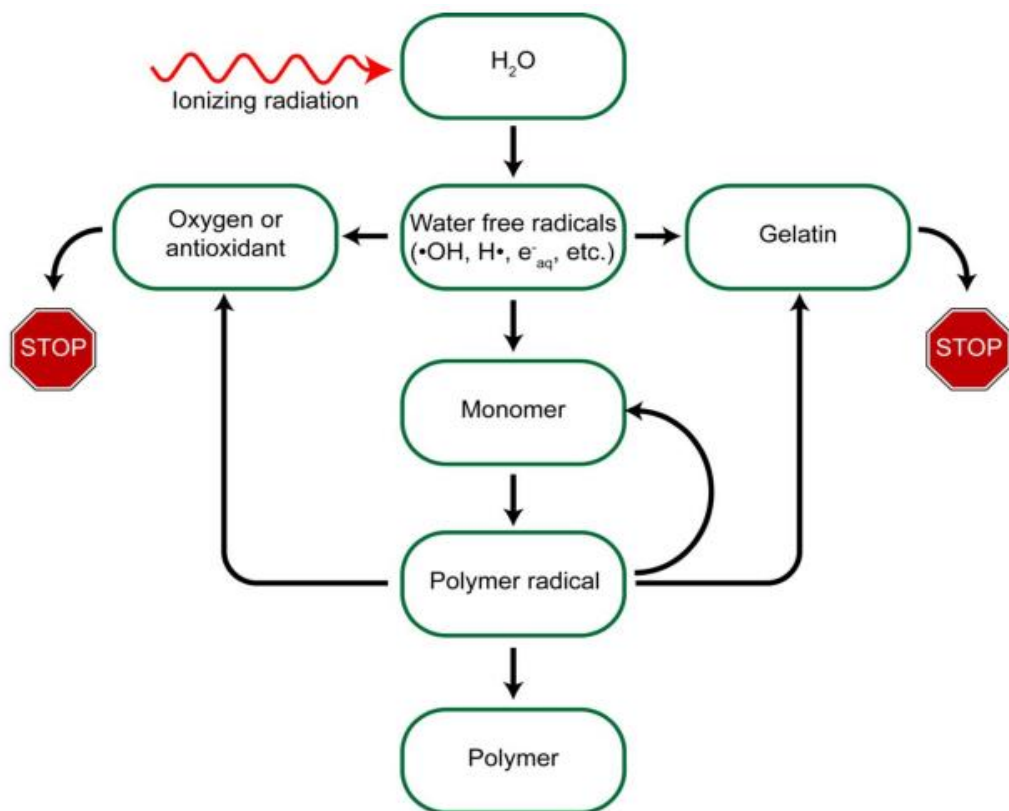 H₂O
Ionizing radiation
Oxygen or
antioxidant
Water free radicals
(•OH, H•, e⁻aq, etc.)
Gelatin
STOP
STOP
Monomer
Polymer radical
Polymer